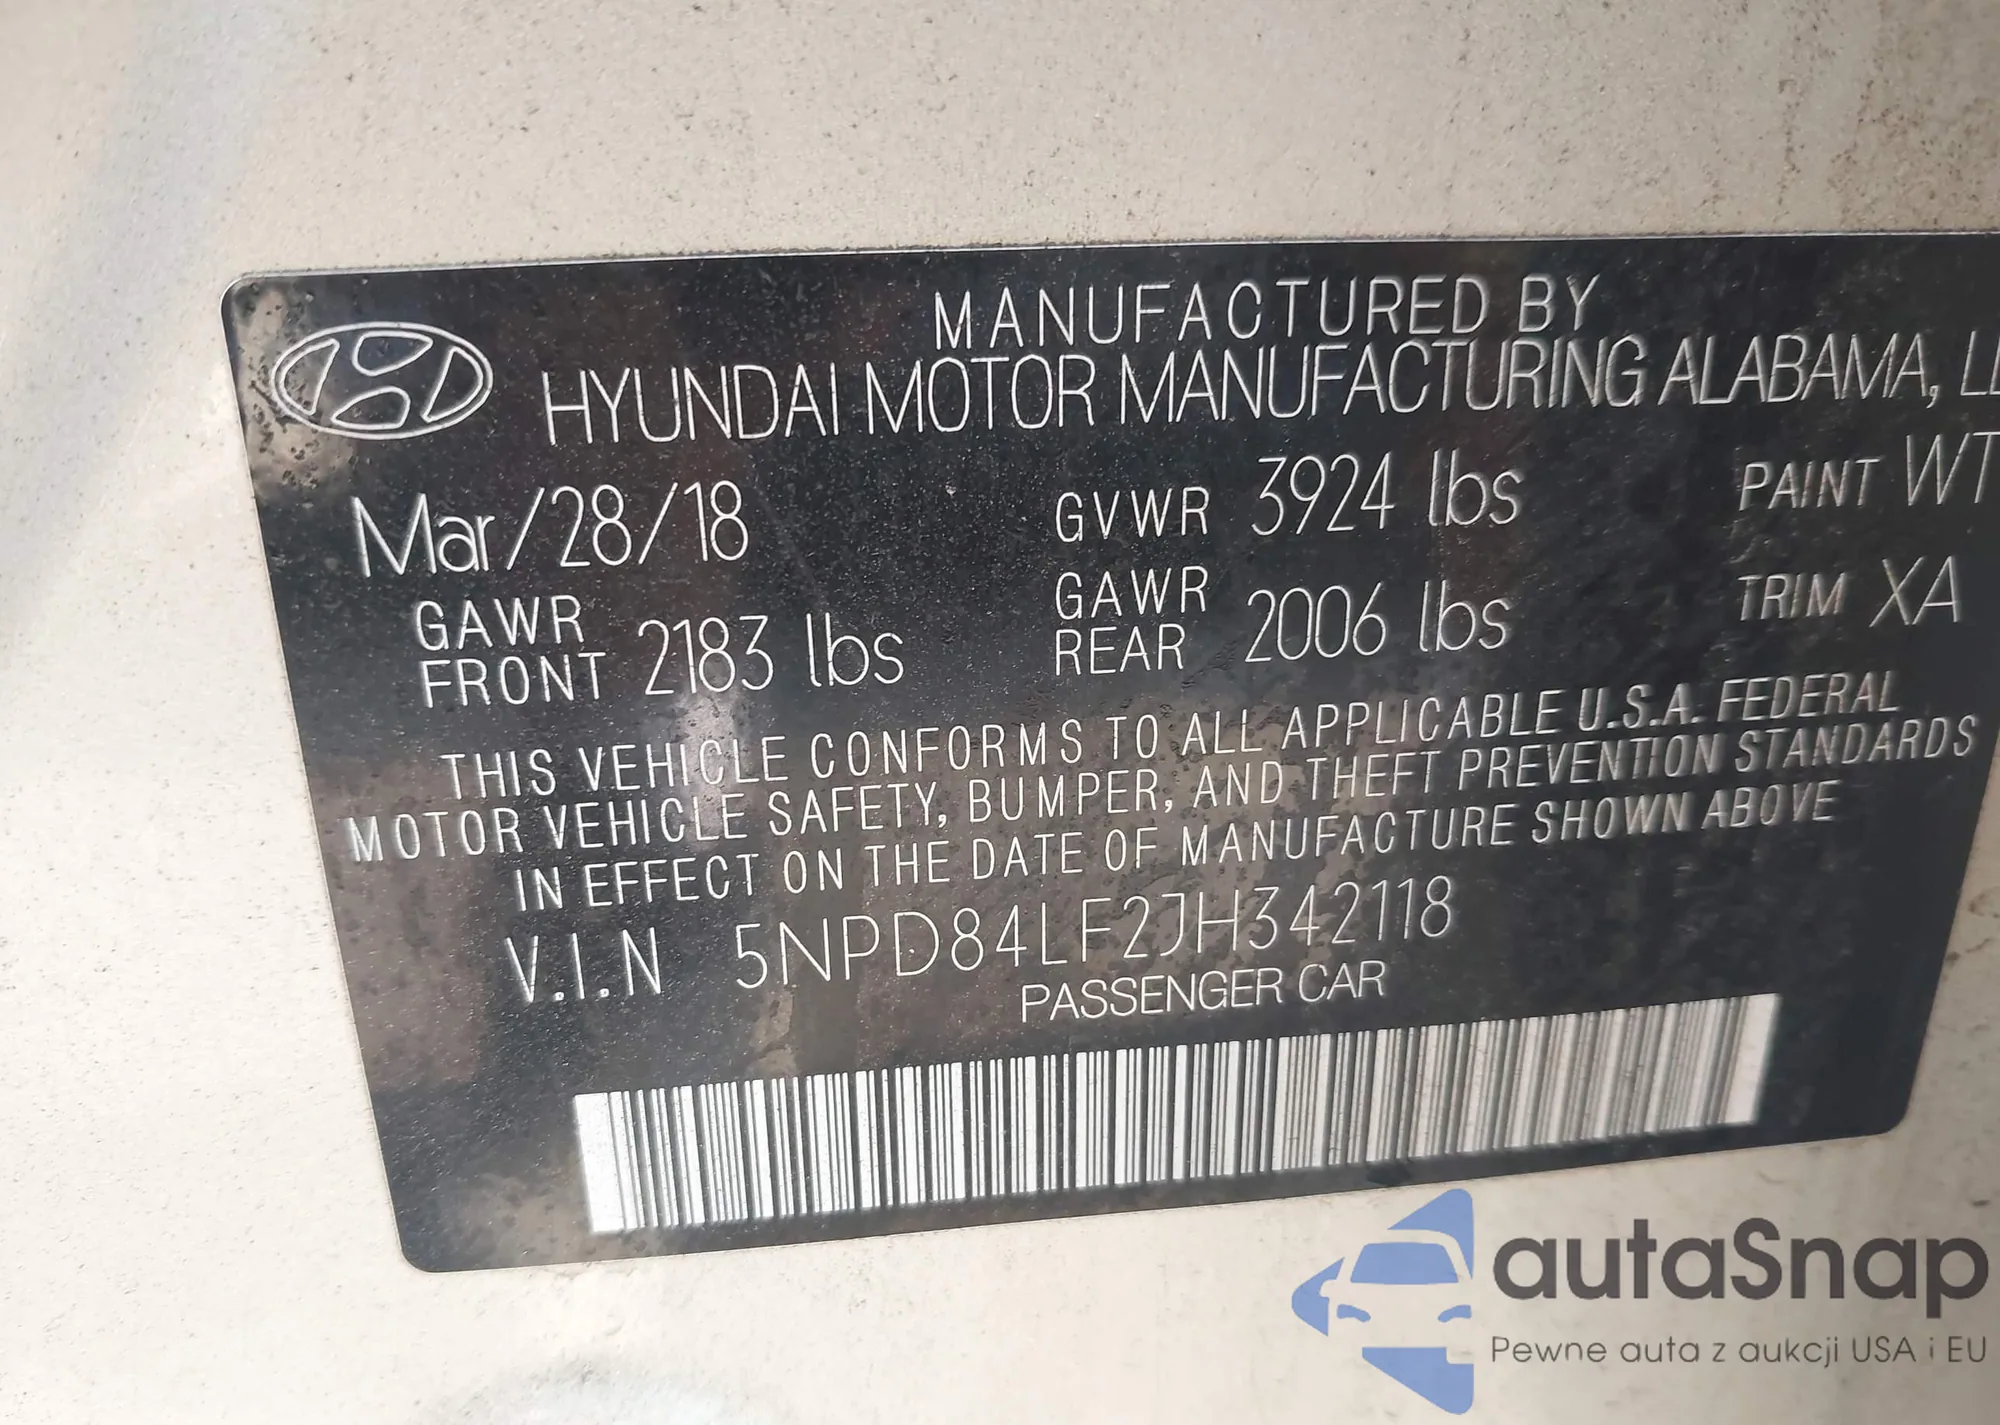 MANUFACTURED BY
HYUNDAI MOTOR MANUFACTURING ALABAMA,
Mar/28/18 GVWR 3924 lbs PAINT WT
GAWR FRONT 2183 lbs GAWR REAR 2006 lbs TRIM XA
THIS VEHICLE CONFORMS TO ALL APPLICABLE U.S.A. FEDERAL
MOTOR VEHICLE SAFETY, BUMPER, AND THEFT PREVENTION STANDARDS
IN EFFECT ON THE DATE OF MANUFACTURE SHOWN ABOVE
V.I.N 5NPD84LF2JH342118
PASSENGER CAR
autaSnap
Pewne auta z aukcji USA i EU